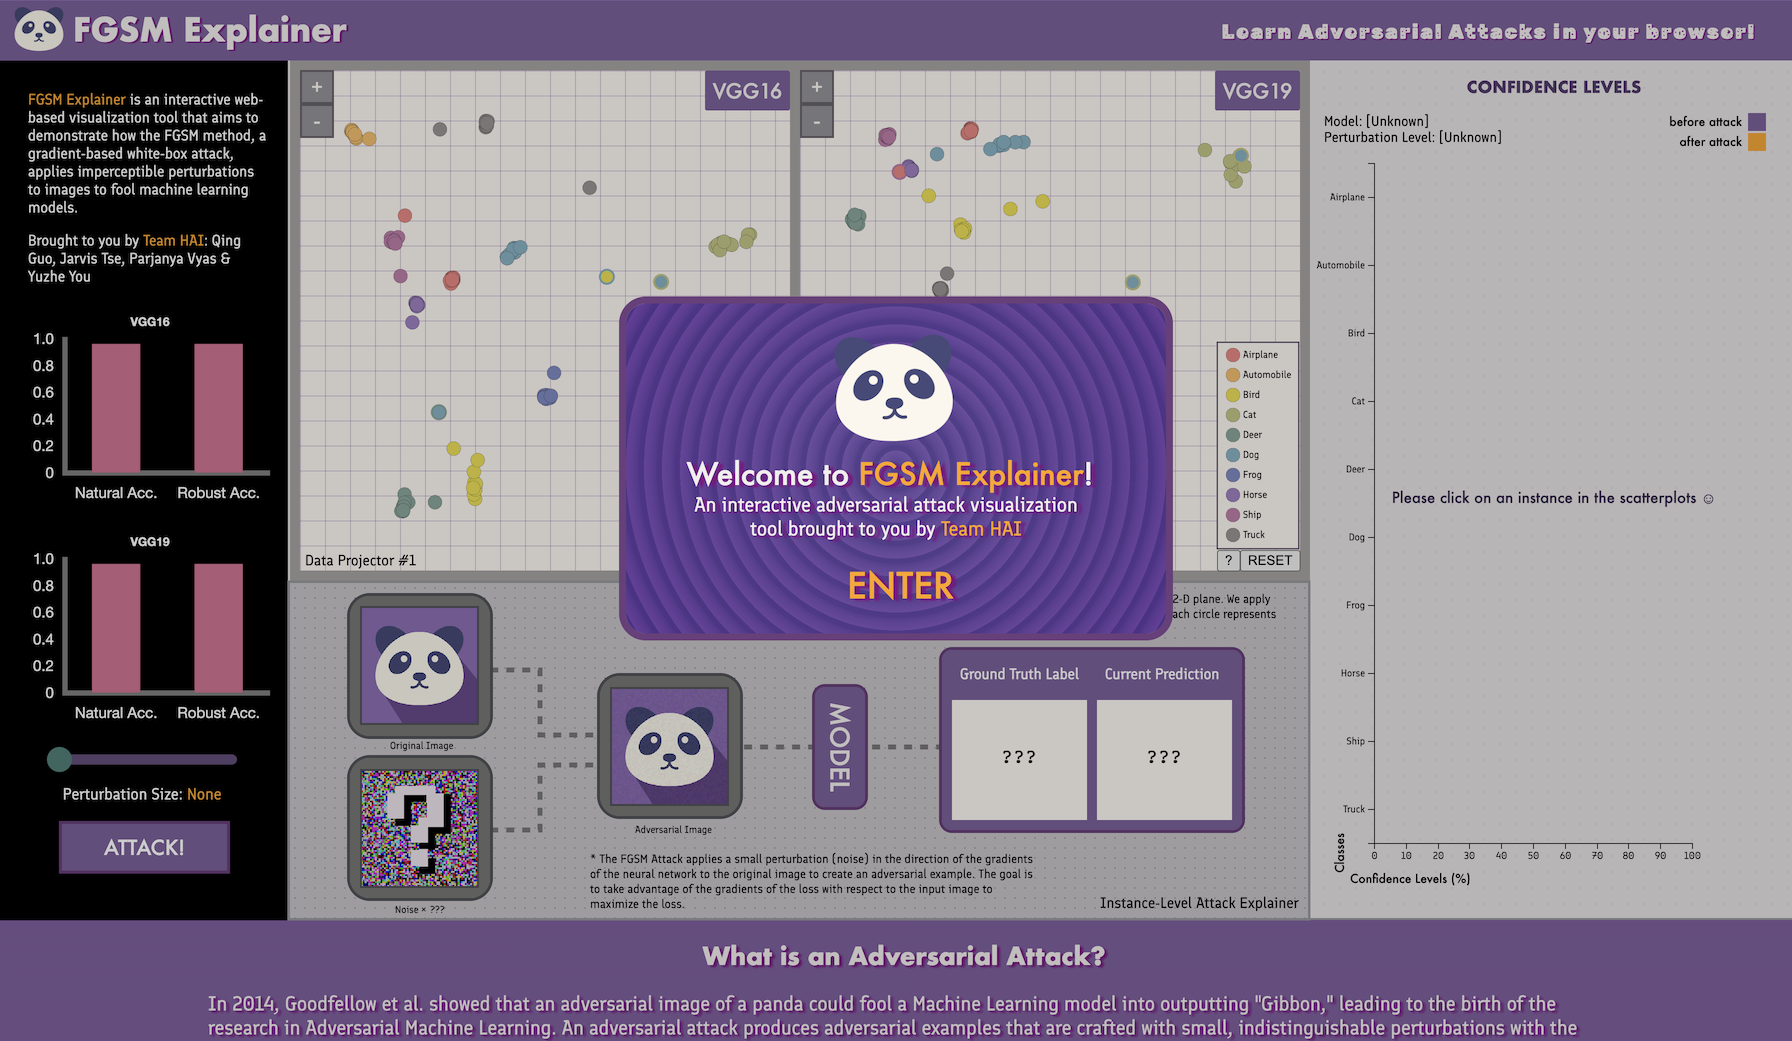 FGSM Explainer
Learn Adversarial Attacks in your browser!
FGSM Explainer is an interactive web-
based visualization tool that aims to
demonstrate how the FGSM method, a
gradient-based white-box attack,
applies imperceptible perturbations
to images to fool machine learning
models.
Brought to you by Team HAI: Qing
Guo, Jarvis Tse, Parjanya Vyas &
Yuzhe You
VGG16
1.0
0.8
0.6
0.4
0.2
0
Natural Acc. Robust Acc.
VGG19
1.0
0.8
0.6
0.4
0.2
0
Natural Acc. Robust Acc.
Perturbation Size: None
ATTACK!
+
-
VGG16
Data Projector #1
+
-
VGG19
Airplane
Automobile
Bird
Cat
Deer
Dog
Frog
Horse
Ship
Truck
? RESET
Welcome to FGSM Explainer!
An interactive adversarial attack visualization
tool brought to you by Team HAI
ENTER
2-D plane. We apply
ach circle represents
Original Image
?
Noise × ???
Adversarial Image
MODEL
Ground Truth Label Current Prediction
??? ???
* The FGSM Attack applies a small perturbation (noise) in the direction of the gradients
of the neural network to the original image to create an adversarial example. The goal is
to take advantage of the gradients of the loss with respect to the input image to
maximize the loss.
Instance-Level Attack Explainer
CONFIDENCE LEVELS
Model: [Unknown]
Perturbation Level: [Unknown]
before attack
after attack
Airplane
Automobile
Bird
Cat
Deer
Please click on an instance in the scatterplots ☺
Dog
Frog
Horse
Ship
Truck
Classes
0 10 20 30 40 50 60 70 80 90 100
Confidence Levels (%)
What is an Adversarial Attack?
In 2014, Goodfellow et al. showed that an adversarial image of a panda could fool a Machine Learning model into outputting "Gibbon," leading to the birth of the
research in Adversarial Machine Learning. An adversarial attack produces adversarial examples that are crafted with small, indistinguishable perturbations with the